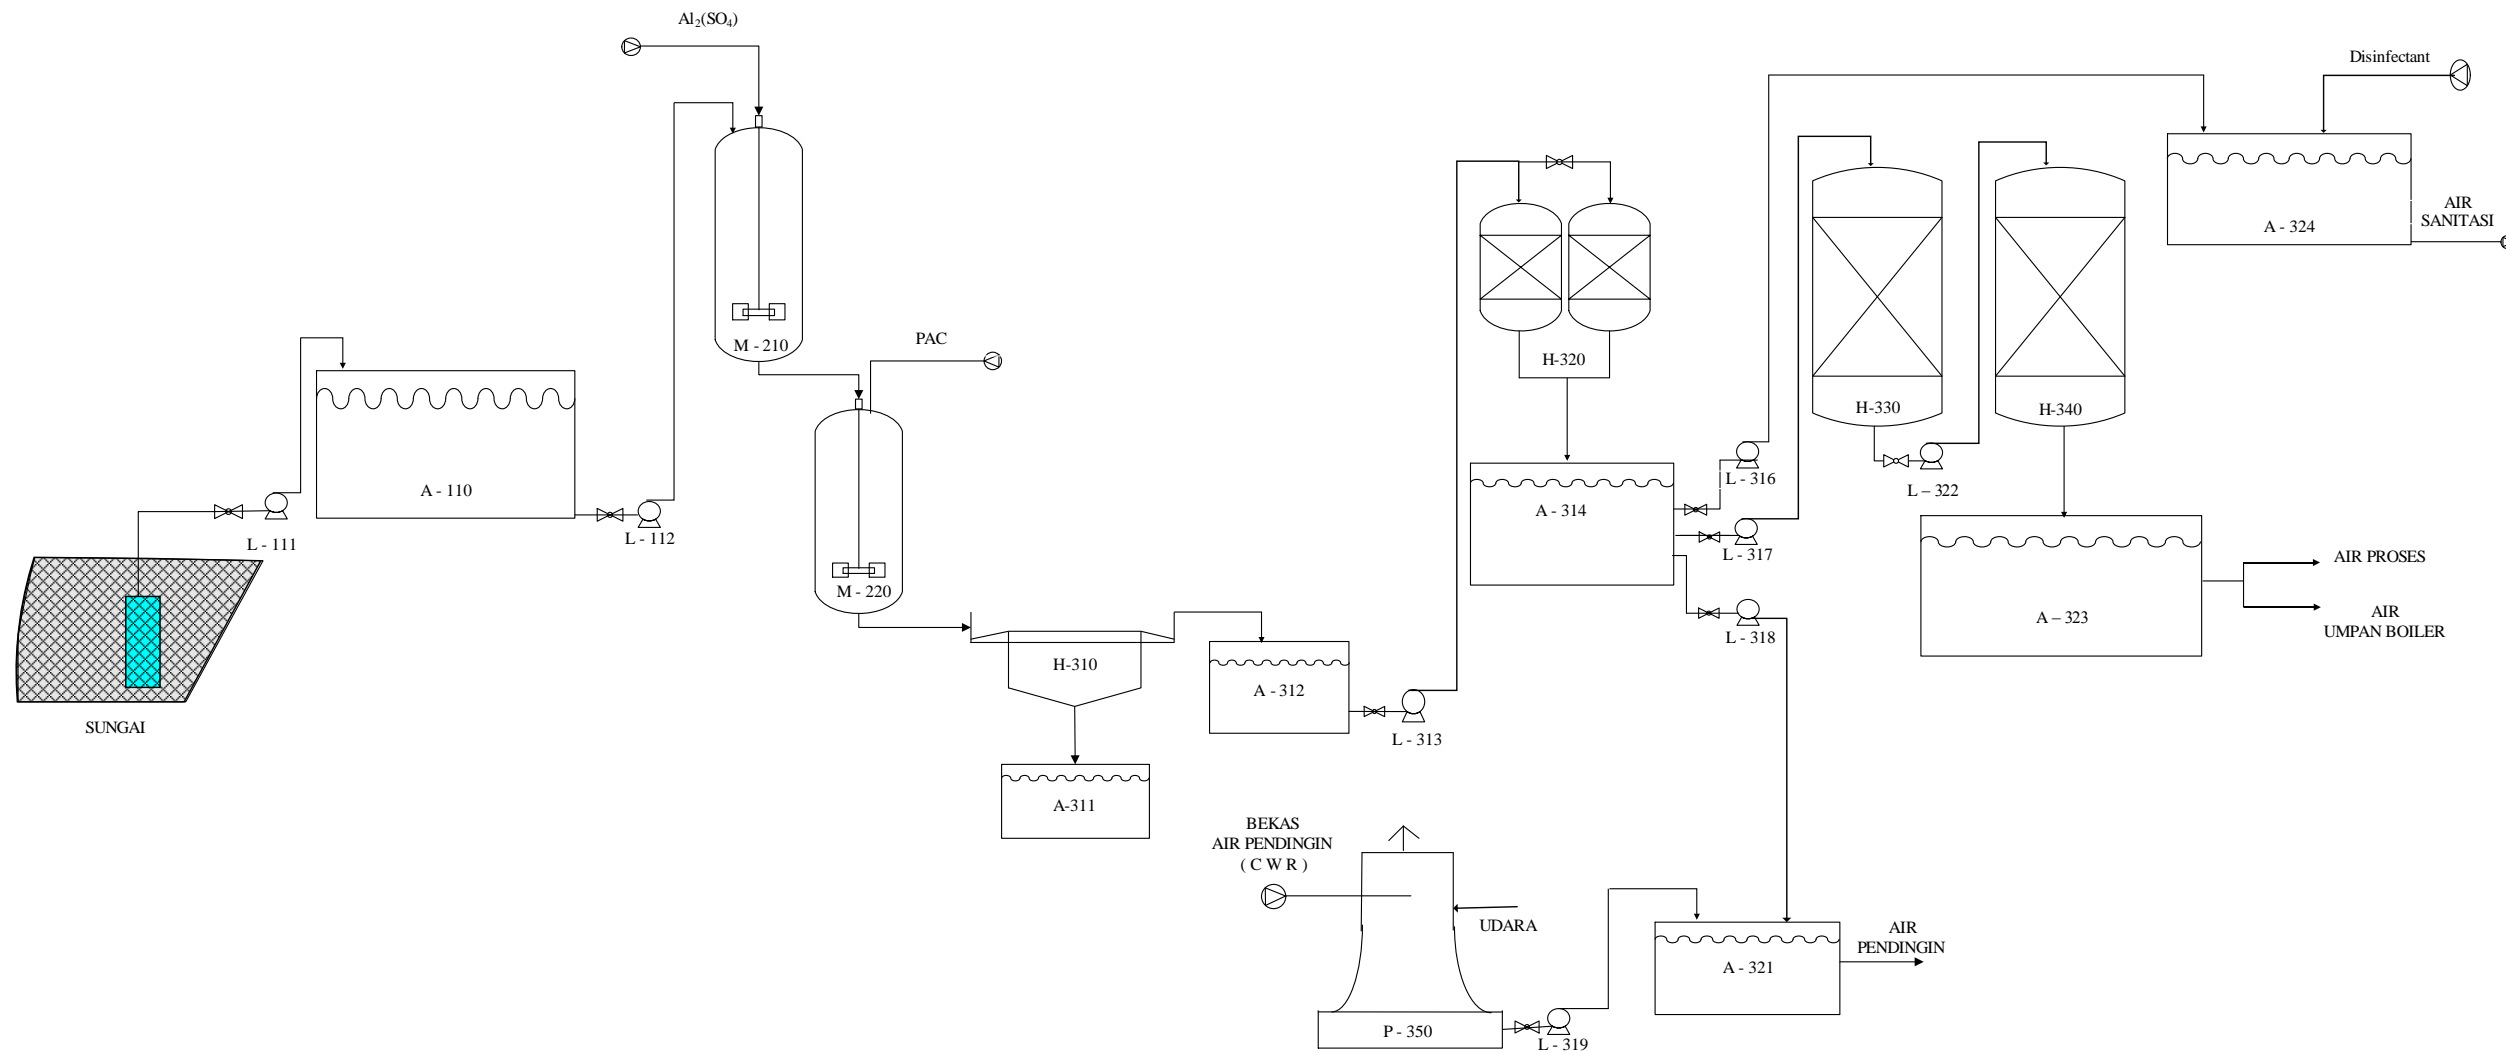 Al₂(SO₄)
Disinfectant
AIR
SANITASI
A - 324
M - 210
PAC
H-320
H-330
H-340
A - 110
L - 316
L – 322
A - 314
L - 111
L - 112
L - 317
AIR PROSES
M - 220
AIR
UMPAN BOILER
A – 323
L - 318
H-310
A - 312
SUNGAI
L - 313
A-311
BEKAS
AIR PENDINGIN
( C W R )
UDARA
AIR
PENDINGIN
A - 321
P - 350
L - 319